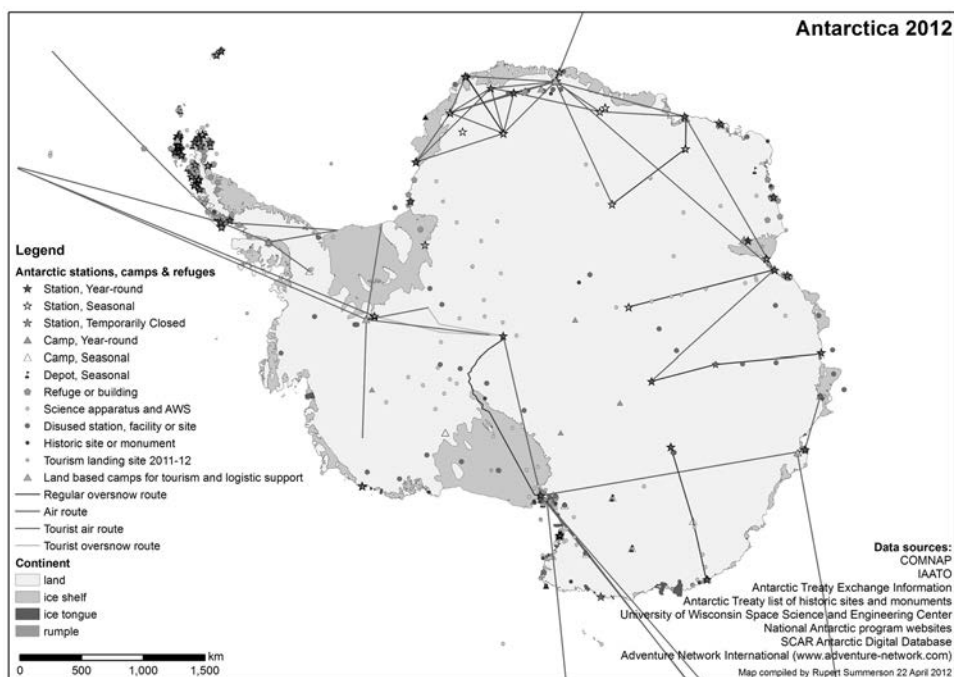 Antarctica 2012
Legend
Antarctic stations, camps & refuges
Station, Year-round
Station, Seasonal
Station, Temporarily Closed
Camp, Year-round
Camp, Seasonal
Depot, Seasonal
Refuge or building
Science apparatus and AWS
Disused station, facility or site
Historic site or monument
Tourism landing site 2011-12
Land based camps for tourism and logistic support
Regular oversnow route
Air route
Tourist air route
Tourist oversnow route
Continent
land
ice shelf
ice tongue
rumple
km
0 500 1,000 1,500
Data sources:
COMNAP
IAATO
Antarctic Treaty Exchange Information
Antarctic Treaty list of historic sites and monuments
University of Wisconsin Space Science and Engineering Center
National Antarctic program websites
SCAR Antarctic Digital Database
Adventure Network International (www.adventure-network.com)
Map compiled by Rupert Summerson 22 April 2012